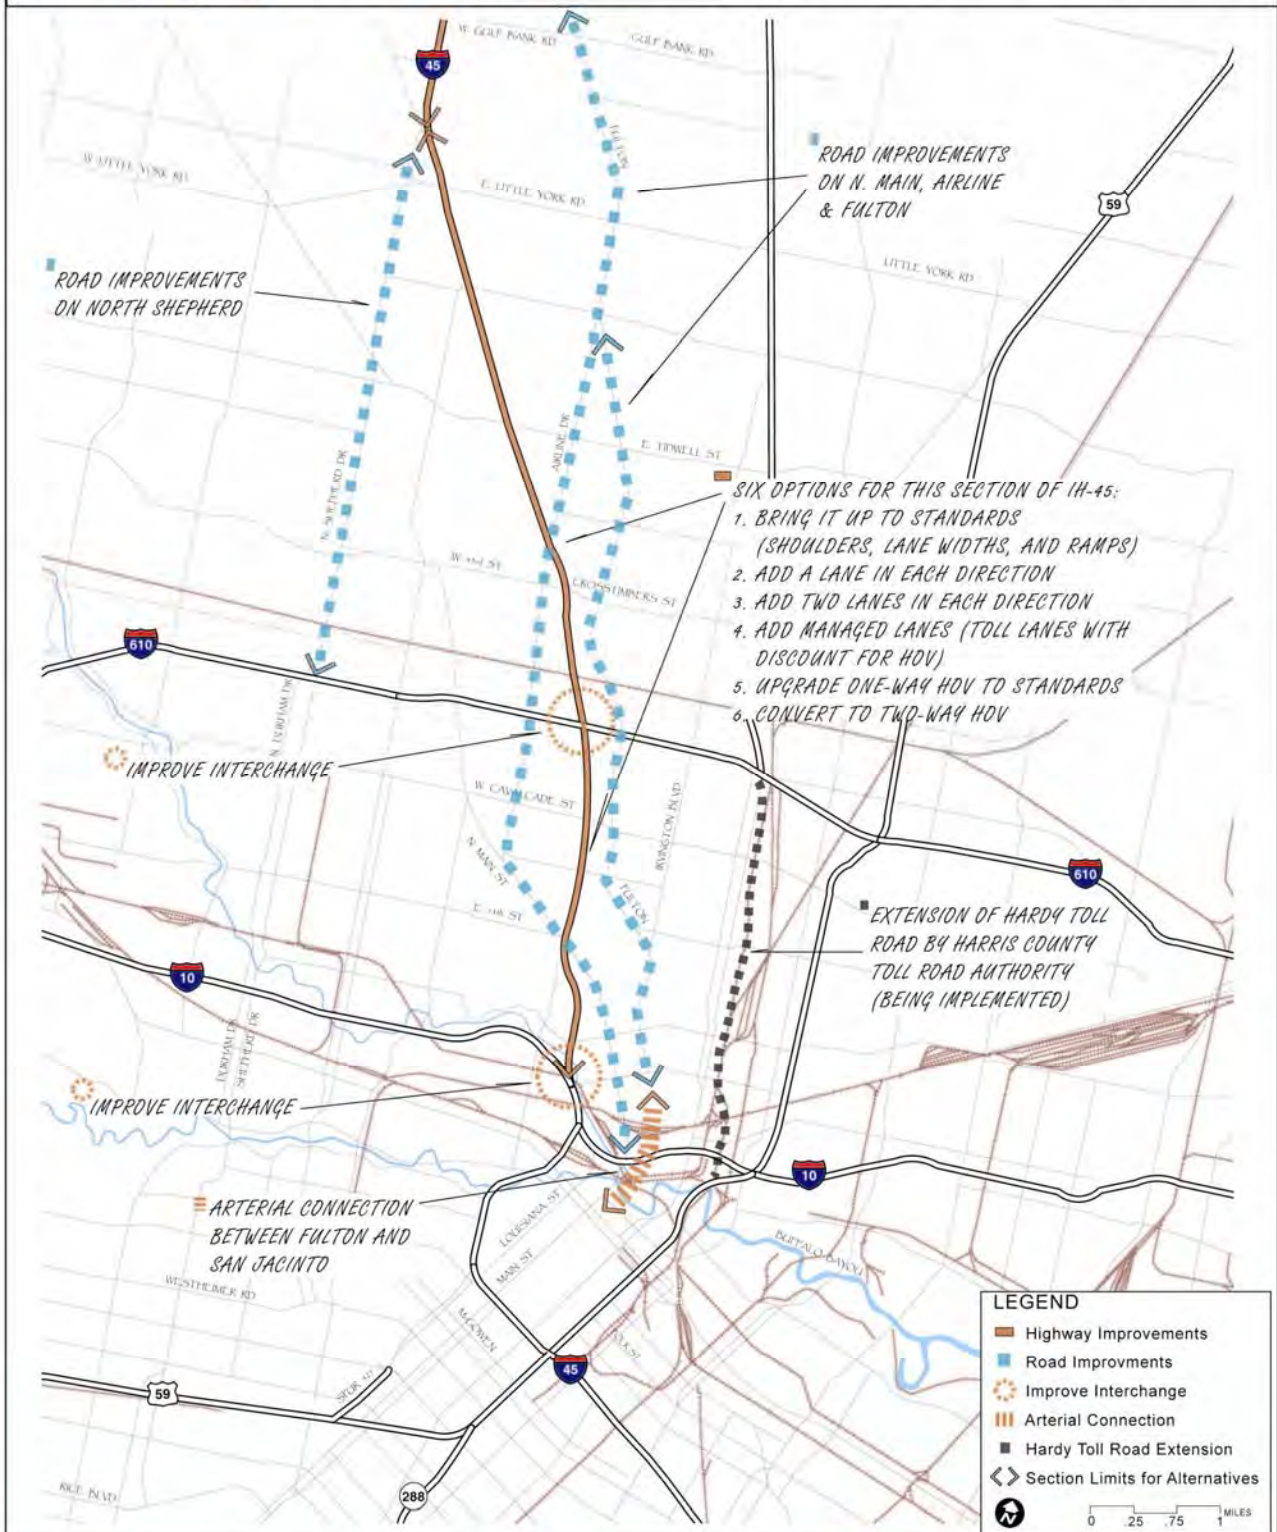 W. GULF BANK RD
GULF BANK RD
45
FULTON
ROAD IMPROVEMENTS
ON N. MAIN, AIRLINE
& FULTON
W LITTLE YORK RD
E. LITTLE YORK RD
59
LITTLE YORK RD
ROAD IMPROVEMENTS
ON NORTH SHEPHERD
AIRLINE DR
E. TIDWELL ST
N. SHEPHERD DR
SIX OPTIONS FOR THIS SECTION OF IH-45:
1. BRING IT UP TO STANDARDS
(SHOULDERS, LANE WIDTHS, AND RAMPS)
2. ADD A LANE IN EACH DIRECTION
3. ADD TWO LANES IN EACH DIRECTION
4. ADD MANAGED LANES (TOLL LANES WITH
DISCOUNT FOR HOV)
5. UPGRADE ONE-WAY HOV TO STANDARDS
6. CONVERT TO TWO-WAY HOV
W ST
CROSSTIMBERS ST
610
N. DURHAM DR
IMPROVE INTERCHANGE
W CAVALCADE ST
IRVINGTON BLVD
N MAIN ST
FULTON
610
E 11th ST
EXTENSION OF HARDY TOLL
ROAD BY HARRIS COUNTY
TOLL ROAD AUTHORITY
(BEING IMPLEMENTED)
10
DURHAM DR
SHEPHERD DR
IMPROVE INTERCHANGE
10
ARTERIAL CONNECTION
BETWEEN FULTON AND
SAN JACINTO
LOUISIANA ST
MAIN ST
BUFFALO BAYOU
WESTHEIMER RD
McGOWEN
POLK ST
45
59
SPUR 527
288
RICE BLVD
LEGEND
Highway Improvements
Road Improvments
Improve Interchange
Arterial Connection
Hardy Toll Road Extension
Section Limits for Alternatives
N
0 .25 .75 1 MILES